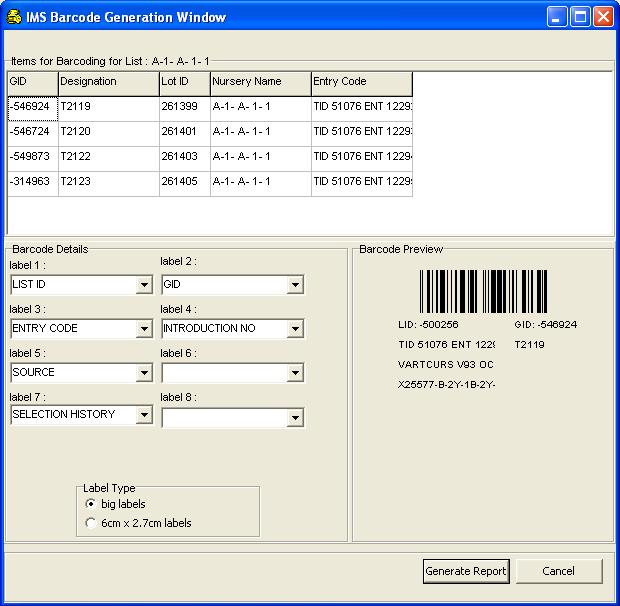 IMS Barcode Generation Window
Items for Barcoding for List : A-1- A- 1- 1
GID Designation Lot ID Nursery Name Entry Code
-546924 T2119 261399 A-1- A- 1- 1 TID 51076 ENT 1229
-546724 T2120 261401 A-1- A- 1- 1 TID 51076 ENT 1229
-549873 T2122 261403 A-1- A- 1- 1 TID 51076 ENT 1229
-314963 T2123 261405 A-1- A- 1- 1 TID 51076 ENT 1229
Barcode Details
label 1 : label 2 :
LIST ID GID
label 3 : label 4 :
ENTRY CODE INTRODUCTION NO
label 5 : label 6 :
SOURCE
label 7 : label 8 :
SELECTION HISTORY
Label Type
big labels
6cm x 2.7cm labels
Barcode Preview
LID: -500256 GID: -546924
TID 51076 ENT 122 T2119
VARTCURS V93 OC
X25577-B-2Y-1B-2Y-
Generate Report Cancel